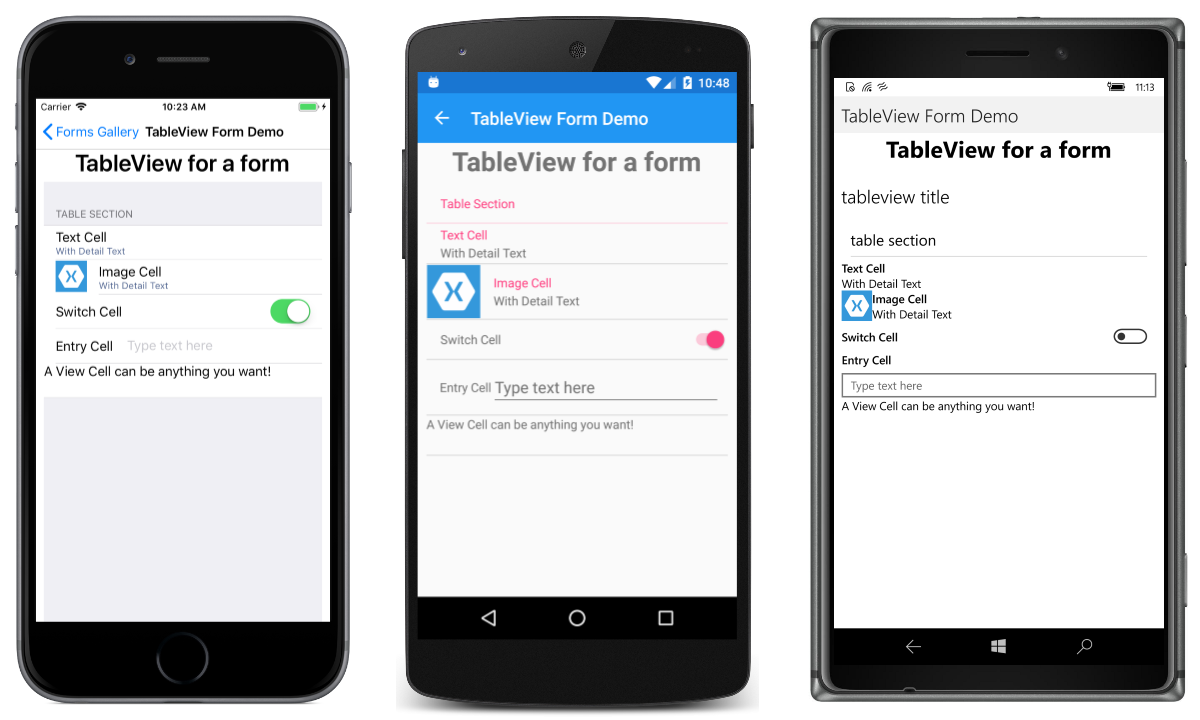 Carrier 10:23 AM
Forms Gallery TableView Form Demo
TableView for a form
TABLE SECTION
Text Cell
With Detail Text
Image Cell
With Detail Text
Switch Cell
Entry Cell Type text here
A View Cell can be anything you want!
10:48
TableView Form Demo
TableView for a form
Table Section
Text Cell
With Detail Text
Image Cell
With Detail Text
Switch Cell
Entry Cell Type text here
A View Cell can be anything you want!
11:13
TableView Form Demo
TableView for a form
tableview title
table section
Text Cell
With Detail Text
Image Cell
With Detail Text
Switch Cell
Entry Cell
Type text here
A View Cell can be anything you want!